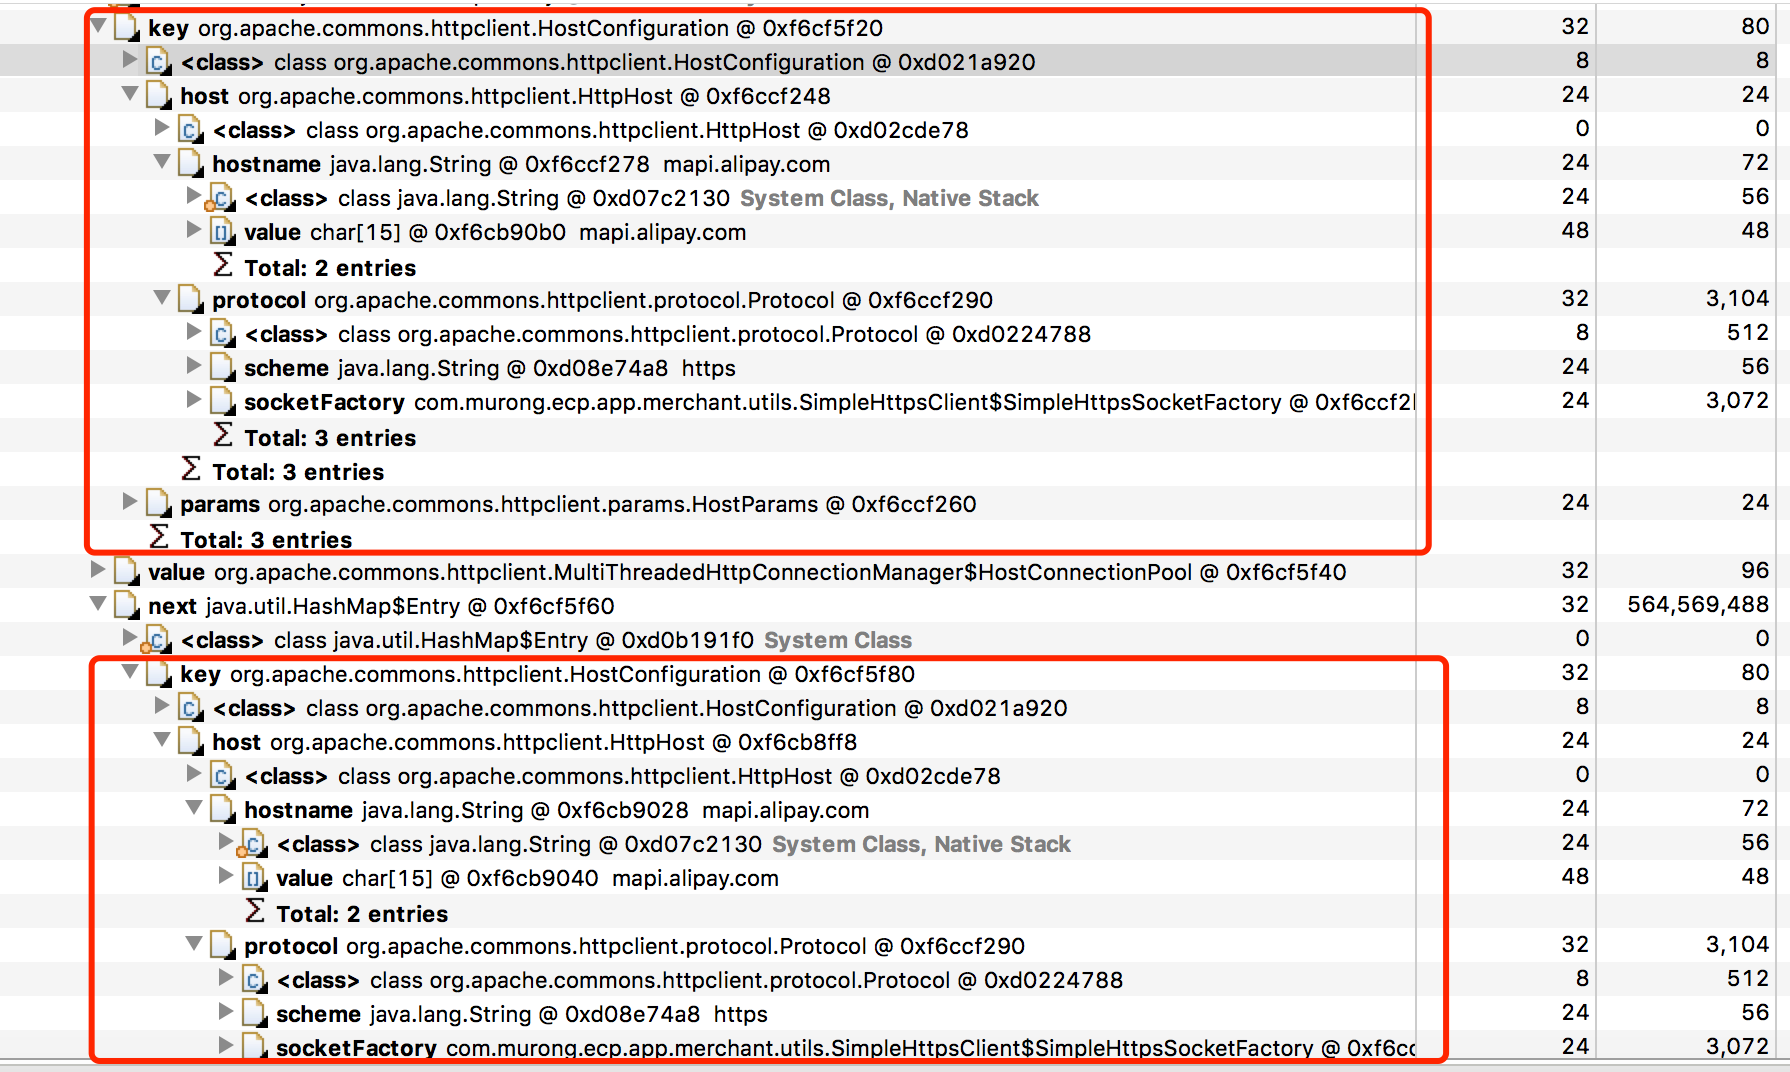 key org.apache.commons.httpclient.HostConfiguration @ 0xf6cf5f20 32 80
<class> class org.apache.commons.httpclient.HostConfiguration @ 0xd021a920 8 8
host org.apache.commons.httpclient.HttpHost @ 0xf6ccf248 24 24
<class> class org.apache.commons.httpclient.HttpHost @ 0xd02cde78 0 0
hostname java.lang.String @ 0xf6ccf278 mapi.alipay.com 24 72
<class> class java.lang.String @ 0xd07c2130 System Class, Native Stack 24 56
value char[15] @ 0xf6cb90b0 mapi.alipay.com 48 48
Σ Total: 2 entries
protocol org.apache.commons.httpclient.protocol.Protocol @ 0xf6ccf290 32 3,104
<class> class org.apache.commons.httpclient.protocol.Protocol @ 0xd0224788 8 512
scheme java.lang.String @ 0xd08e74a8 https 24 56
socketFactory com.murong.ecp.app.merchant.utils.SimpleHttpsClient$SimpleHttpsSocketFactory @ 0xf6ccf2 24 3,072
Σ Total: 3 entries
Σ Total: 3 entries
params org.apache.commons.httpclient.params.HostParams @ 0xf6ccf260 24 24
Σ Total: 3 entries
value org.apache.commons.httpclient.MultiThreadedHttpConnectionManager$HostConnectionPool @ 0xf6cf5f40 32 96
next java.util.HashMap$Entry @ 0xf6cf5f60 32 564,569,488
<class> class java.util.HashMap$Entry @ 0xd0b191f0 System Class 0 0
key org.apache.commons.httpclient.HostConfiguration @ 0xf6cf5f80 32 80
<class> class org.apache.commons.httpclient.HostConfiguration @ 0xd021a920 8 8
host org.apache.commons.httpclient.HttpHost @ 0xf6cb8ff8 24 24
<class> class org.apache.commons.httpclient.HttpHost @ 0xd02cde78 0 0
hostname java.lang.String @ 0xf6cb9028 mapi.alipay.com 24 72
<class> class java.lang.String @ 0xd07c2130 System Class, Native Stack 24 56
value char[15] @ 0xf6cb9040 mapi.alipay.com 48 48
Σ Total: 2 entries
protocol org.apache.commons.httpclient.protocol.Protocol @ 0xf6ccf290 32 3,104
<class> class org.apache.commons.httpclient.protocol.Protocol @ 0xd0224788 8 512
scheme java.lang.String @ 0xd08e74a8 https 24 56
socketFactory com.murong.ecp.app.merchant.utils.SimpleHttpsClient$SimpleHttpsSocketFactory @ 0xf6cc 24 3,072